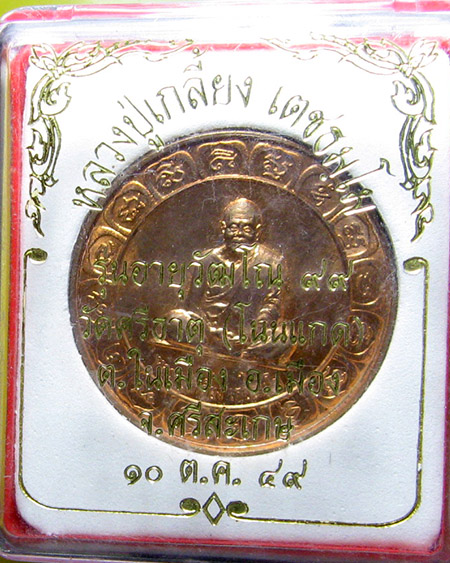 หลวงปู่เกลี้ยง เตชธมฺโม
รุ่นอายุวัฒโณ ๙๙
วัดศรีธาตุ (โนนแกด)
ต.ในเมือง อ.เมือง
จ.ศรีสะเกษ
๑๐ ต.ค. ๔๙